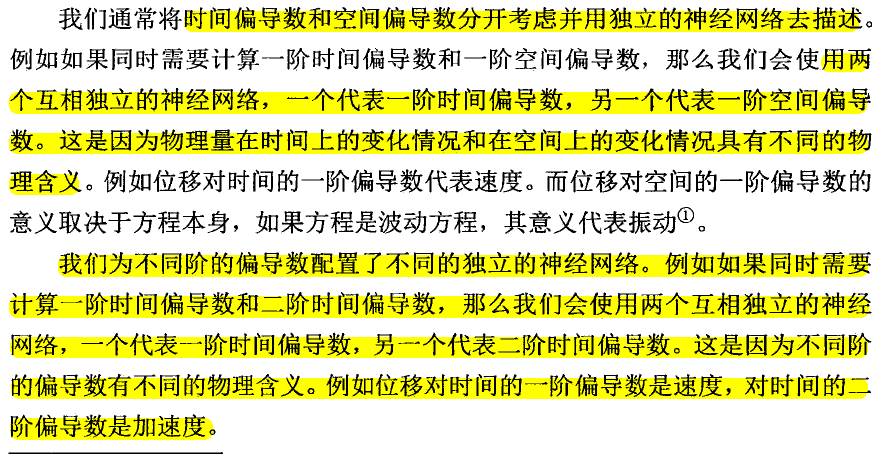 我们通常将时间偏导数和空间偏导数分开考虑并用独立的神经网络去描述。
例如如果同时需要计算一阶时间偏导数和一阶空间偏导数，那么我们会使用两
个互相独立的神经网络，一个代表一阶时间偏导数，另一个代表一阶空间偏导
数。这是因为物理量在时间上的变化情况和在空间上的变化情况具有不同的物
理含义。例如位移对时间的一阶偏导数代表速度。而位移对空间的一阶偏导数的
意义取决于方程本身，如果方程是波动方程，其意义代表振动①。
我们为不同阶的偏导数配置了不同的独立的神经网络。例如如果同时需要
计算一阶时间偏导数和二阶时间偏导数，那么我们会使用两个互相独立的神经
网络，一个代表一阶时间偏导数，另一个代表二阶时间偏导数。这是因为不同阶
的偏导数有不同的物理含义。例如位移对时间的一阶偏导数是速度，对时间的二
阶偏导数是加速度。